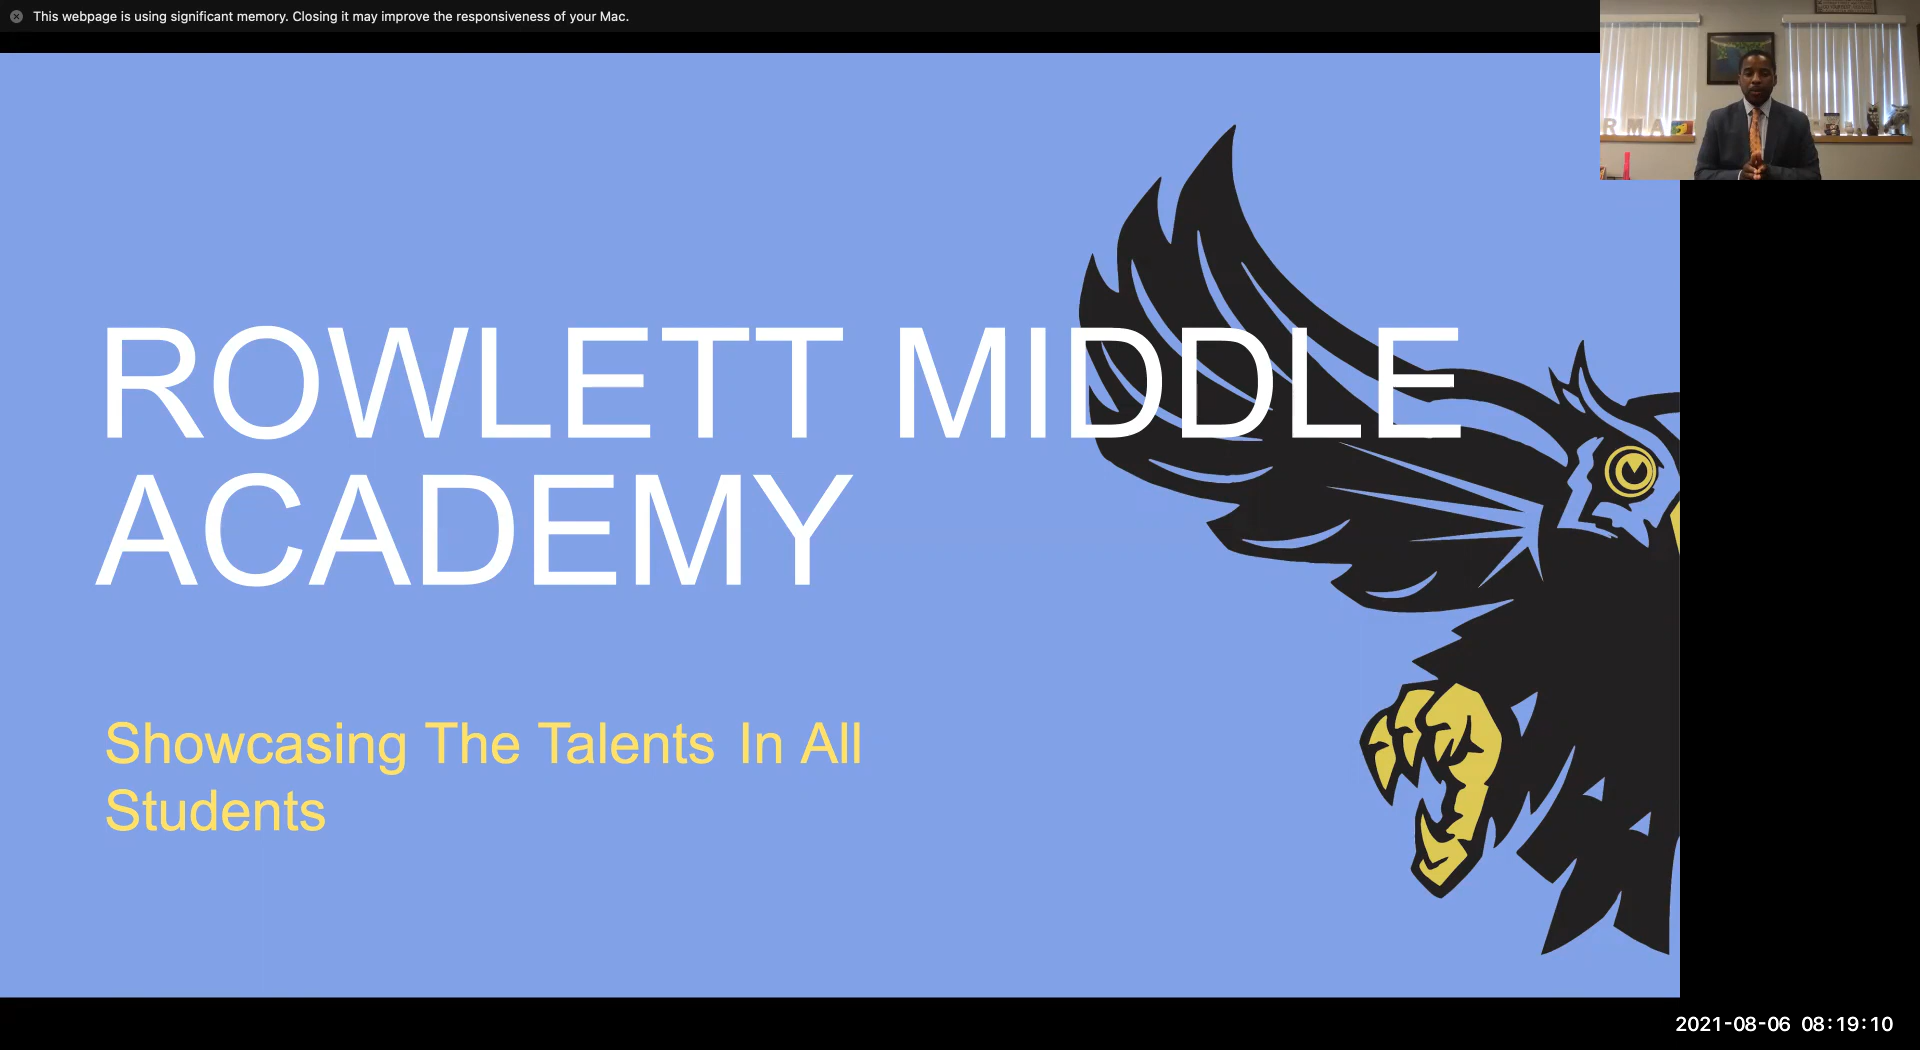 This webpage is using significant memory. Closing it may improve the responsiveness of your Mac.
RMA
ROWLETT MIDDLE
ACADEMY
Showcasing The Talents In All
Students
2021-08-06 08:19:10